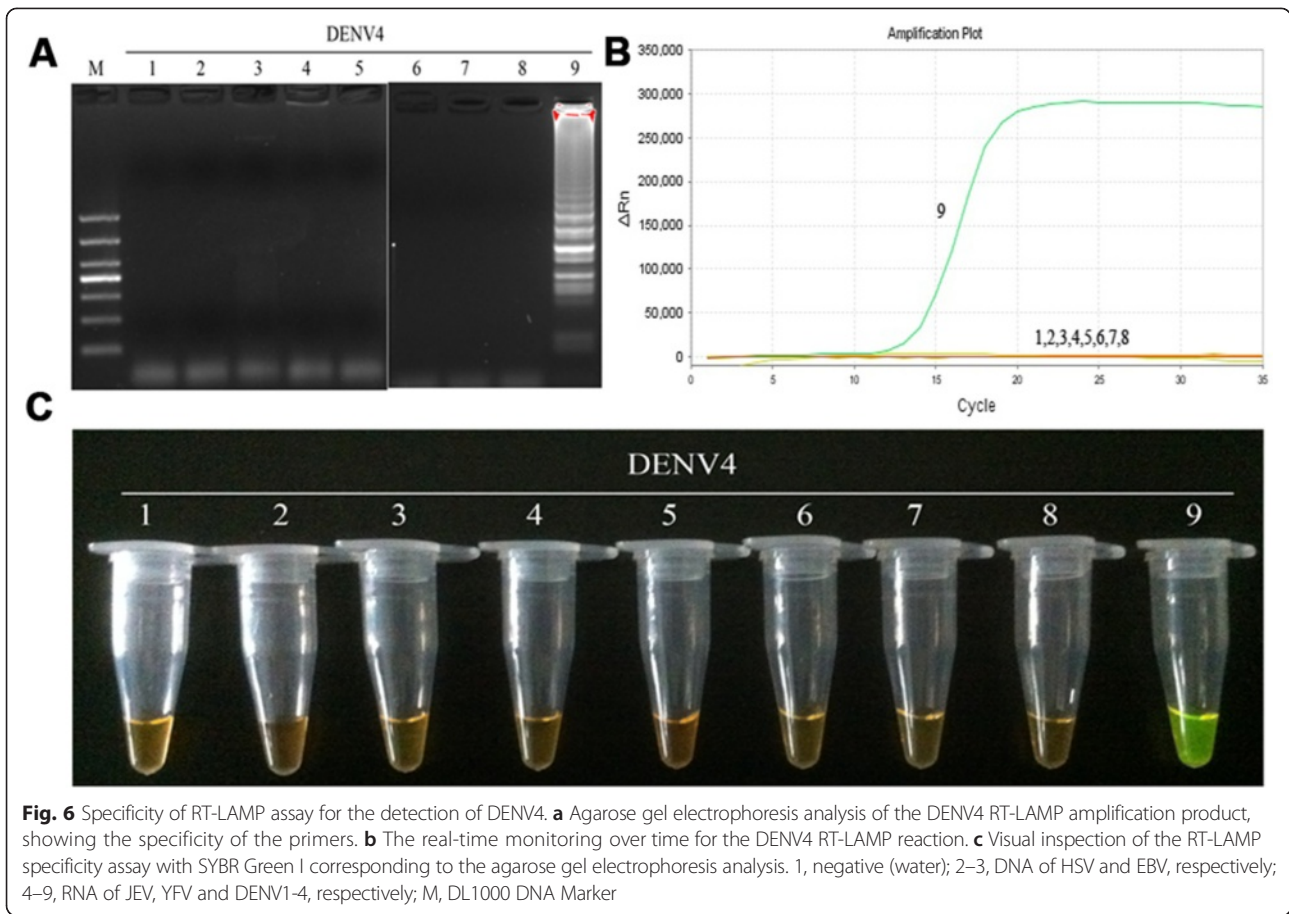 DENV4
A
M 1 2 3 4 5 6 7 8 9
B
Amplification Plot
350,000
300,000
250,000
200,000
150,000
100,000
50,000
0
ΔRn
9
1,2,3,4,5,6,7,8
0 5 10 15 20 25 30 35
Cycle
C
DENV4
1 2 3 4 5 6 7 8 9
Fig. 6 Specificity of RT-LAMP assay for the detection of DENV4. a Agarose gel electrophoresis analysis of the DENV4 RT-LAMP amplification product,
showing the specificity of the primers. b The real-time monitoring over time for the DENV4 RT-LAMP reaction. c Visual inspection of the RT-LAMP
specificity assay with SYBR Green I corresponding to the agarose gel electrophoresis analysis. 1, negative (water); 2–3, DNA of HSV and EBV, respectively;
4–9, RNA of JEV, YFV and DENV1-4, respectively; M, DL1000 DNA Marker